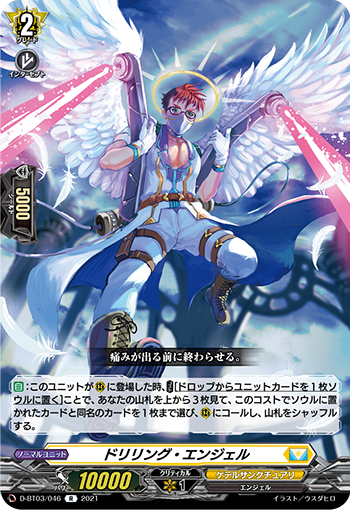 2
グレード
インターセプト
5000
シールド
痛みが出る前に終わらせる。
自:このユニットがRに登場した時、[ドロップからユニットカードを1枚ソウルに置く]ことで、あなたの山札を上から3枚見て、このコストでソウルに置かれたカードと同名のカードを1枚まで選び、Rにコールし、山札をシャッフルする。
ドリリング・エンジェル
ノーマルユニット
パワー
10000
クリティカル
1
ケテルサンクチュアリ
エンジェル
D-BT03/046 R 2021
イラスト/ウスダヒロ